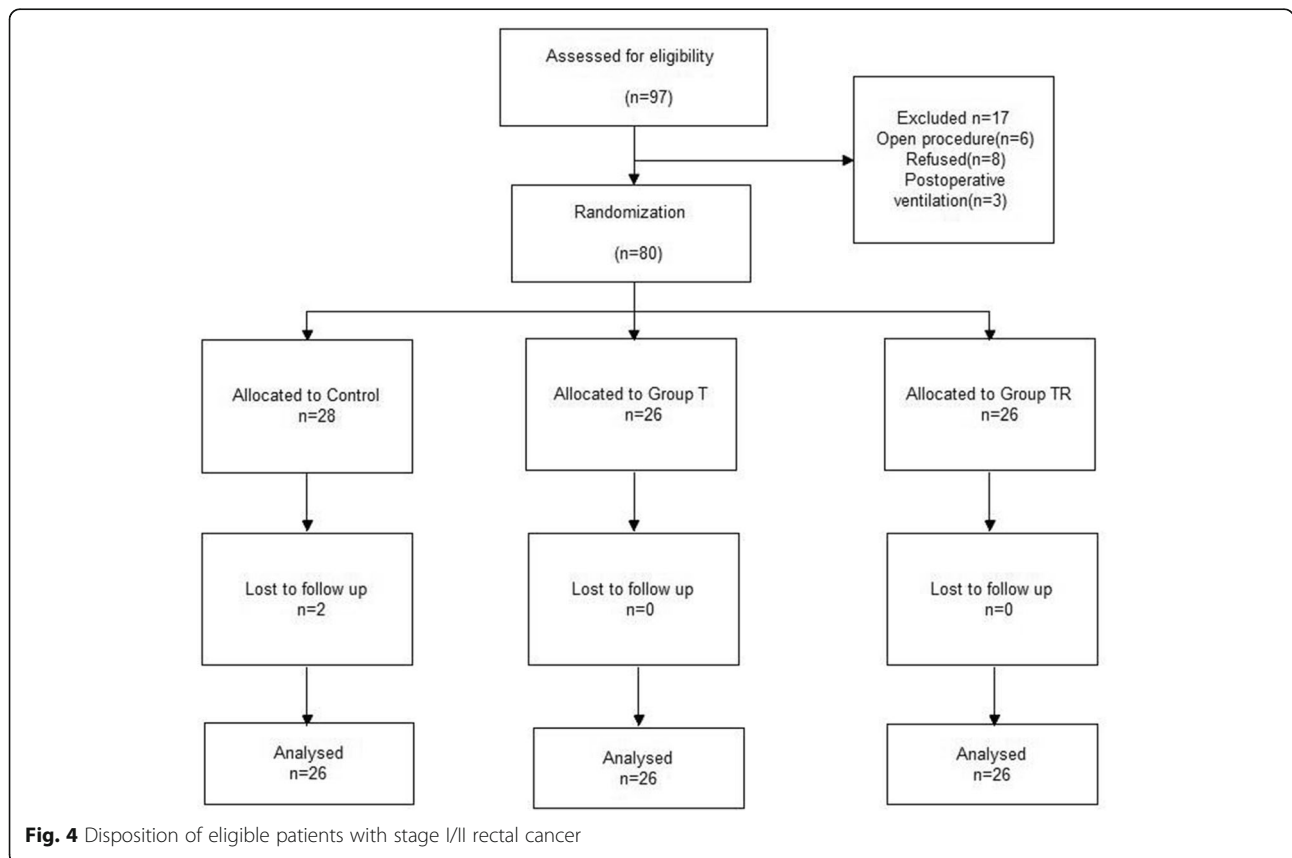 Assessed for eligibility
(n=97)
Excluded n=17
Open procedure(n=6)
Refused(n=8)
Postoperative
ventilation(n=3)
Randomization
(n=80)
Allocated to Control
n=28
Allocated to Group T
n=26
Allocated to Group TR
n=26
Lost to follow up
n=2
Lost to follow up
n=0
Lost to follow up
n=0
Analysed
n=26
Analysed
n=26
Analysed
n=26
Fig. 4 Disposition of eligible patients with stage I/II rectal cancer